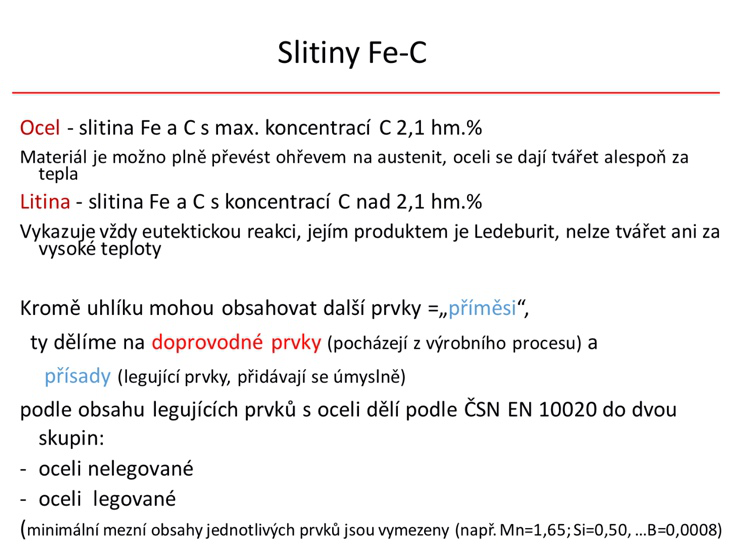 Slitiny Fe-C
Ocel - slitina Fe a C s max. koncentrací C 2,1 hm.%
Materiál je možno plně převést ohřevem na austenit, oceli se dají tvářet alespoň za
tepla
Litina - slitina Fe a C s koncentrací C nad 2,1 hm.%
Vykazuje vždy eutektickou reakci, jejím produktem je Ledeburit, nelze tvářet ani za
vysoké teploty
Kromě uhlíku mohou obsahovat další prvky =„příměsi“,
ty dělíme na doprovodné prvky (pocházejí z výrobního procesu) a
přísady (legující prvky, přidávají se úmyslně)
podle obsahu legujících prvků s oceli dělí podle ČSN EN 10020 do dvou
skupin:
- oceli nelegované
- oceli legované
(minimální mezní obsahy jednotlivých prvků jsou vymezeny (např. Mn=1,65; Si=0,50, ...B=0,0008)